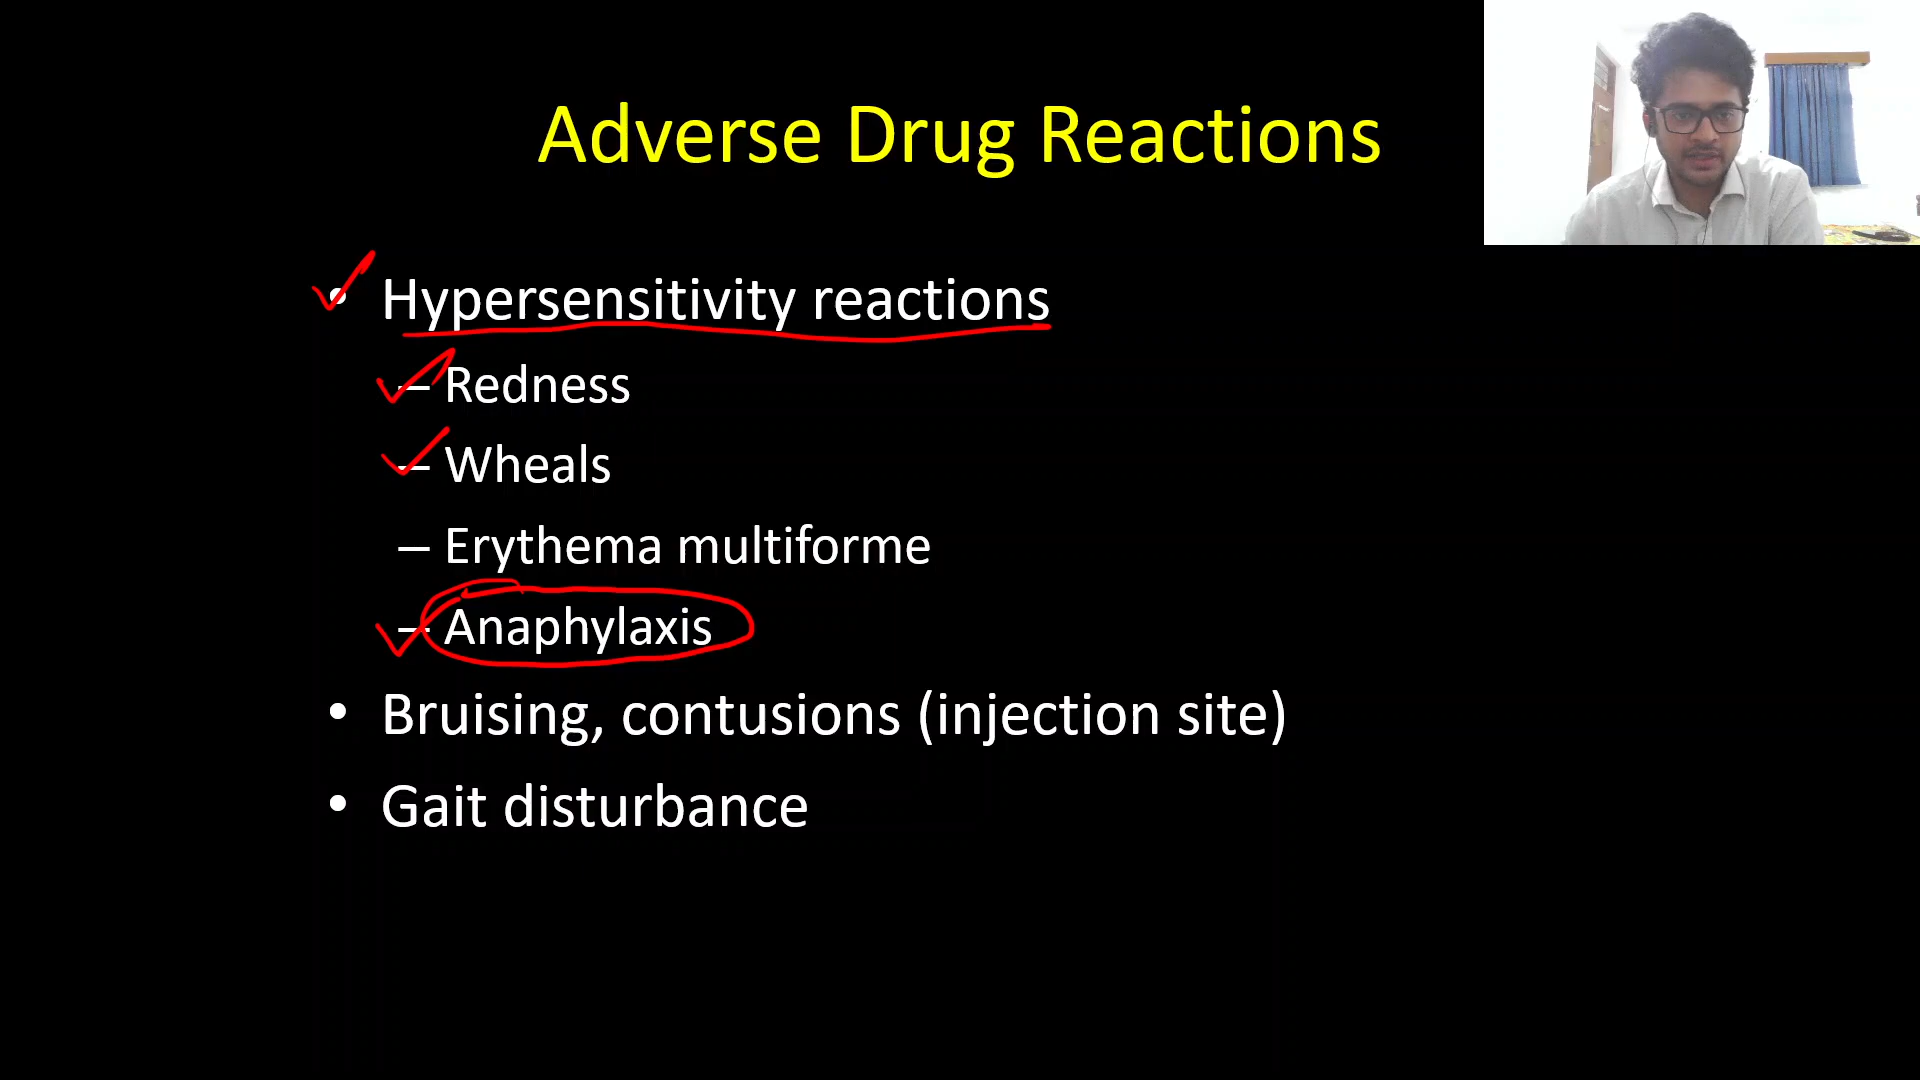 Adverse Drug Reactions
• Hypersensitivity reactions
– Redness
– Wheals
– Erythema multiforme
– Anaphylaxis
• Bruising, contusions (injection site)
• Gait disturbance